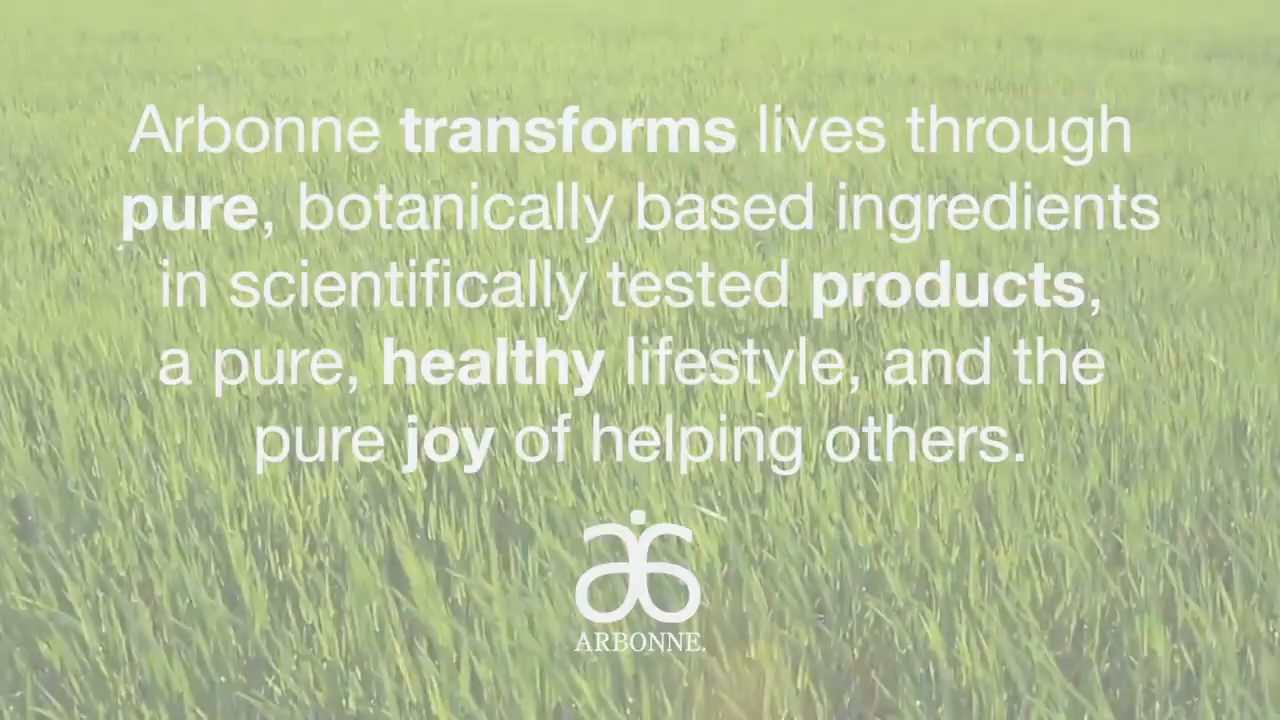 Arbonne transforms lives through
pure, botanically based ingredients
in scientifically tested products,
a pure, healthy lifestyle, and the
pure joy of helping others.
ARBONNE.